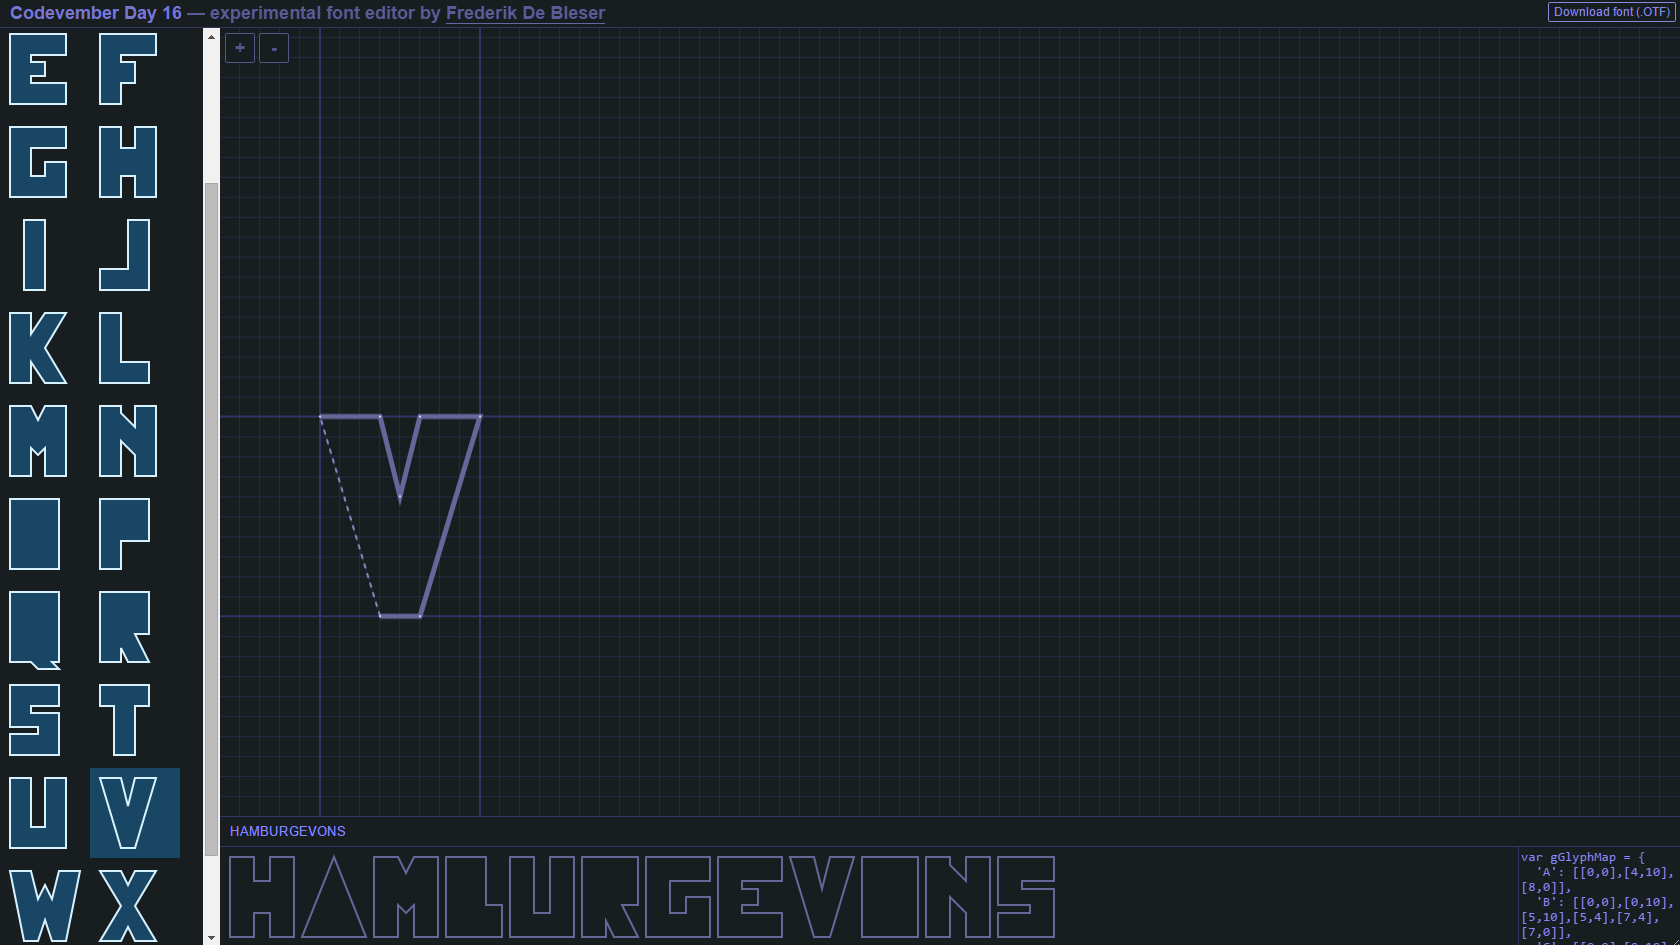 Codevember Day 16 — experimental font editor by Frederik De Bleser
Download font (.OTF)
+ -
E F
G H
I J
K L
M N
P
Q R
S T
U V
W X
V
HAMBURGEVONS
var gGlyphMap = {
'A': [[0,0],[4,10],
[8,0]],
'B': [[0,0],[0,10],
[5,10],[5,4],[7,4],
[7,0]],